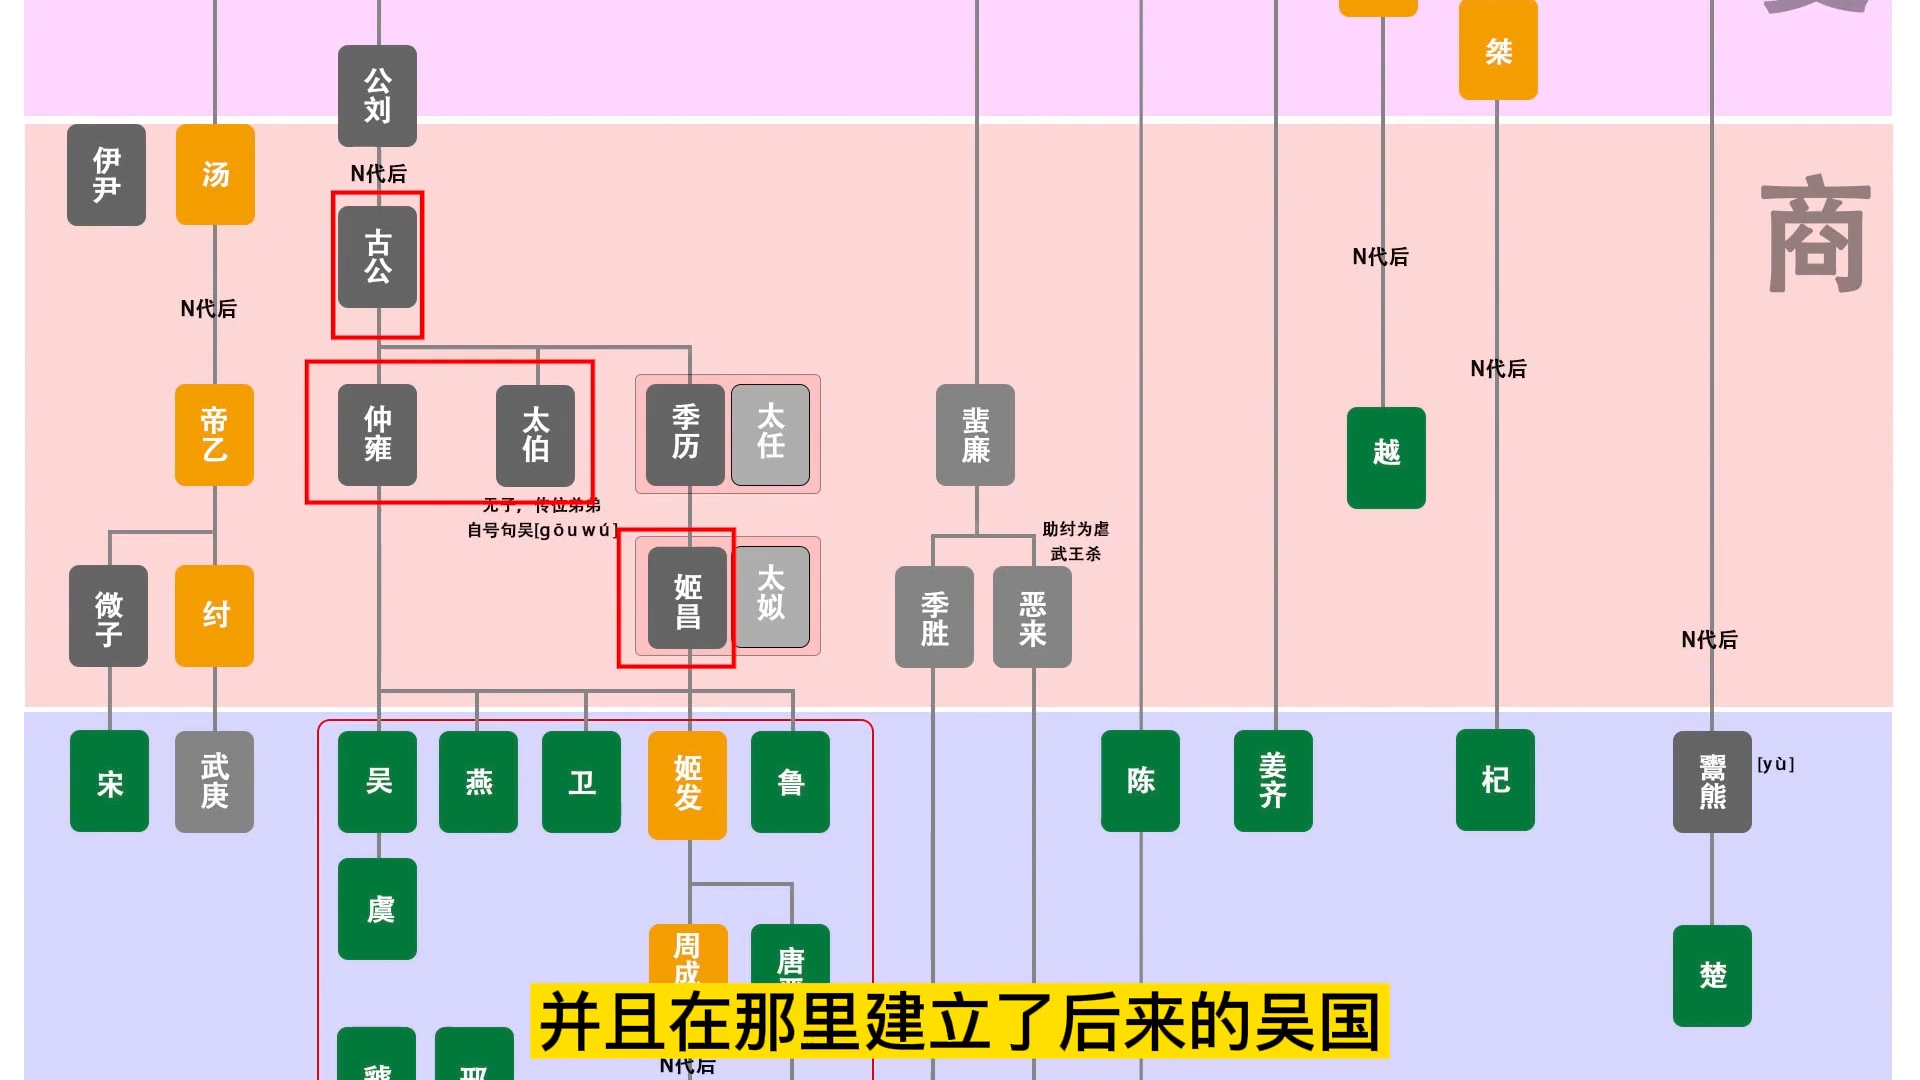 公刘
桀
伊尹
汤
N代后
古公
商
N代后
N代后
N代后
帝乙
仲雍
太伯
季历
太任
蜚廉
越
无子，传位弟弟
自号句吴[gōuwú]
助纣为虐
武王杀
微子
纣
姬昌
太姒
季胜
恶来
N代后
宋
武庚
吴
燕
卫
姬发
鲁
陈
姜齐
杞
鬻熊
[yù]
虞
周成
唐
楚
并且在那里建立了后来的吴国
N代后